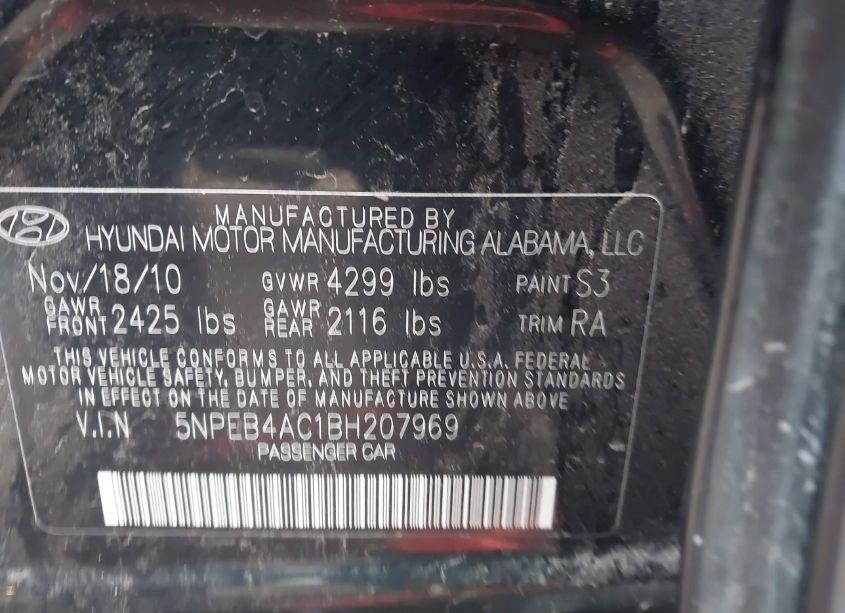 MANUFACTURED BY
HYUNDAI MOTOR MANUFACTURING ALABAMA, LLC
Nov/18/10 GVWR 4299 lbs PAINT S3
GAWR FRONT 2425 lbs GAWR REAR 2116 lbs TRIM RA
THIS VEHICLE CONFORMS TO ALL APPLICABLE U.S.A. FEDERAL
MOTOR VEHICLE SAFETY, BUMPER, AND THEFT PREVENTION STANDARDS
IN EFFECT ON THE DATE OF MANUFACTURE SHOWN ABOVE
V.I.N 5NPEB4AC1BH207969
PASSENGER CAR